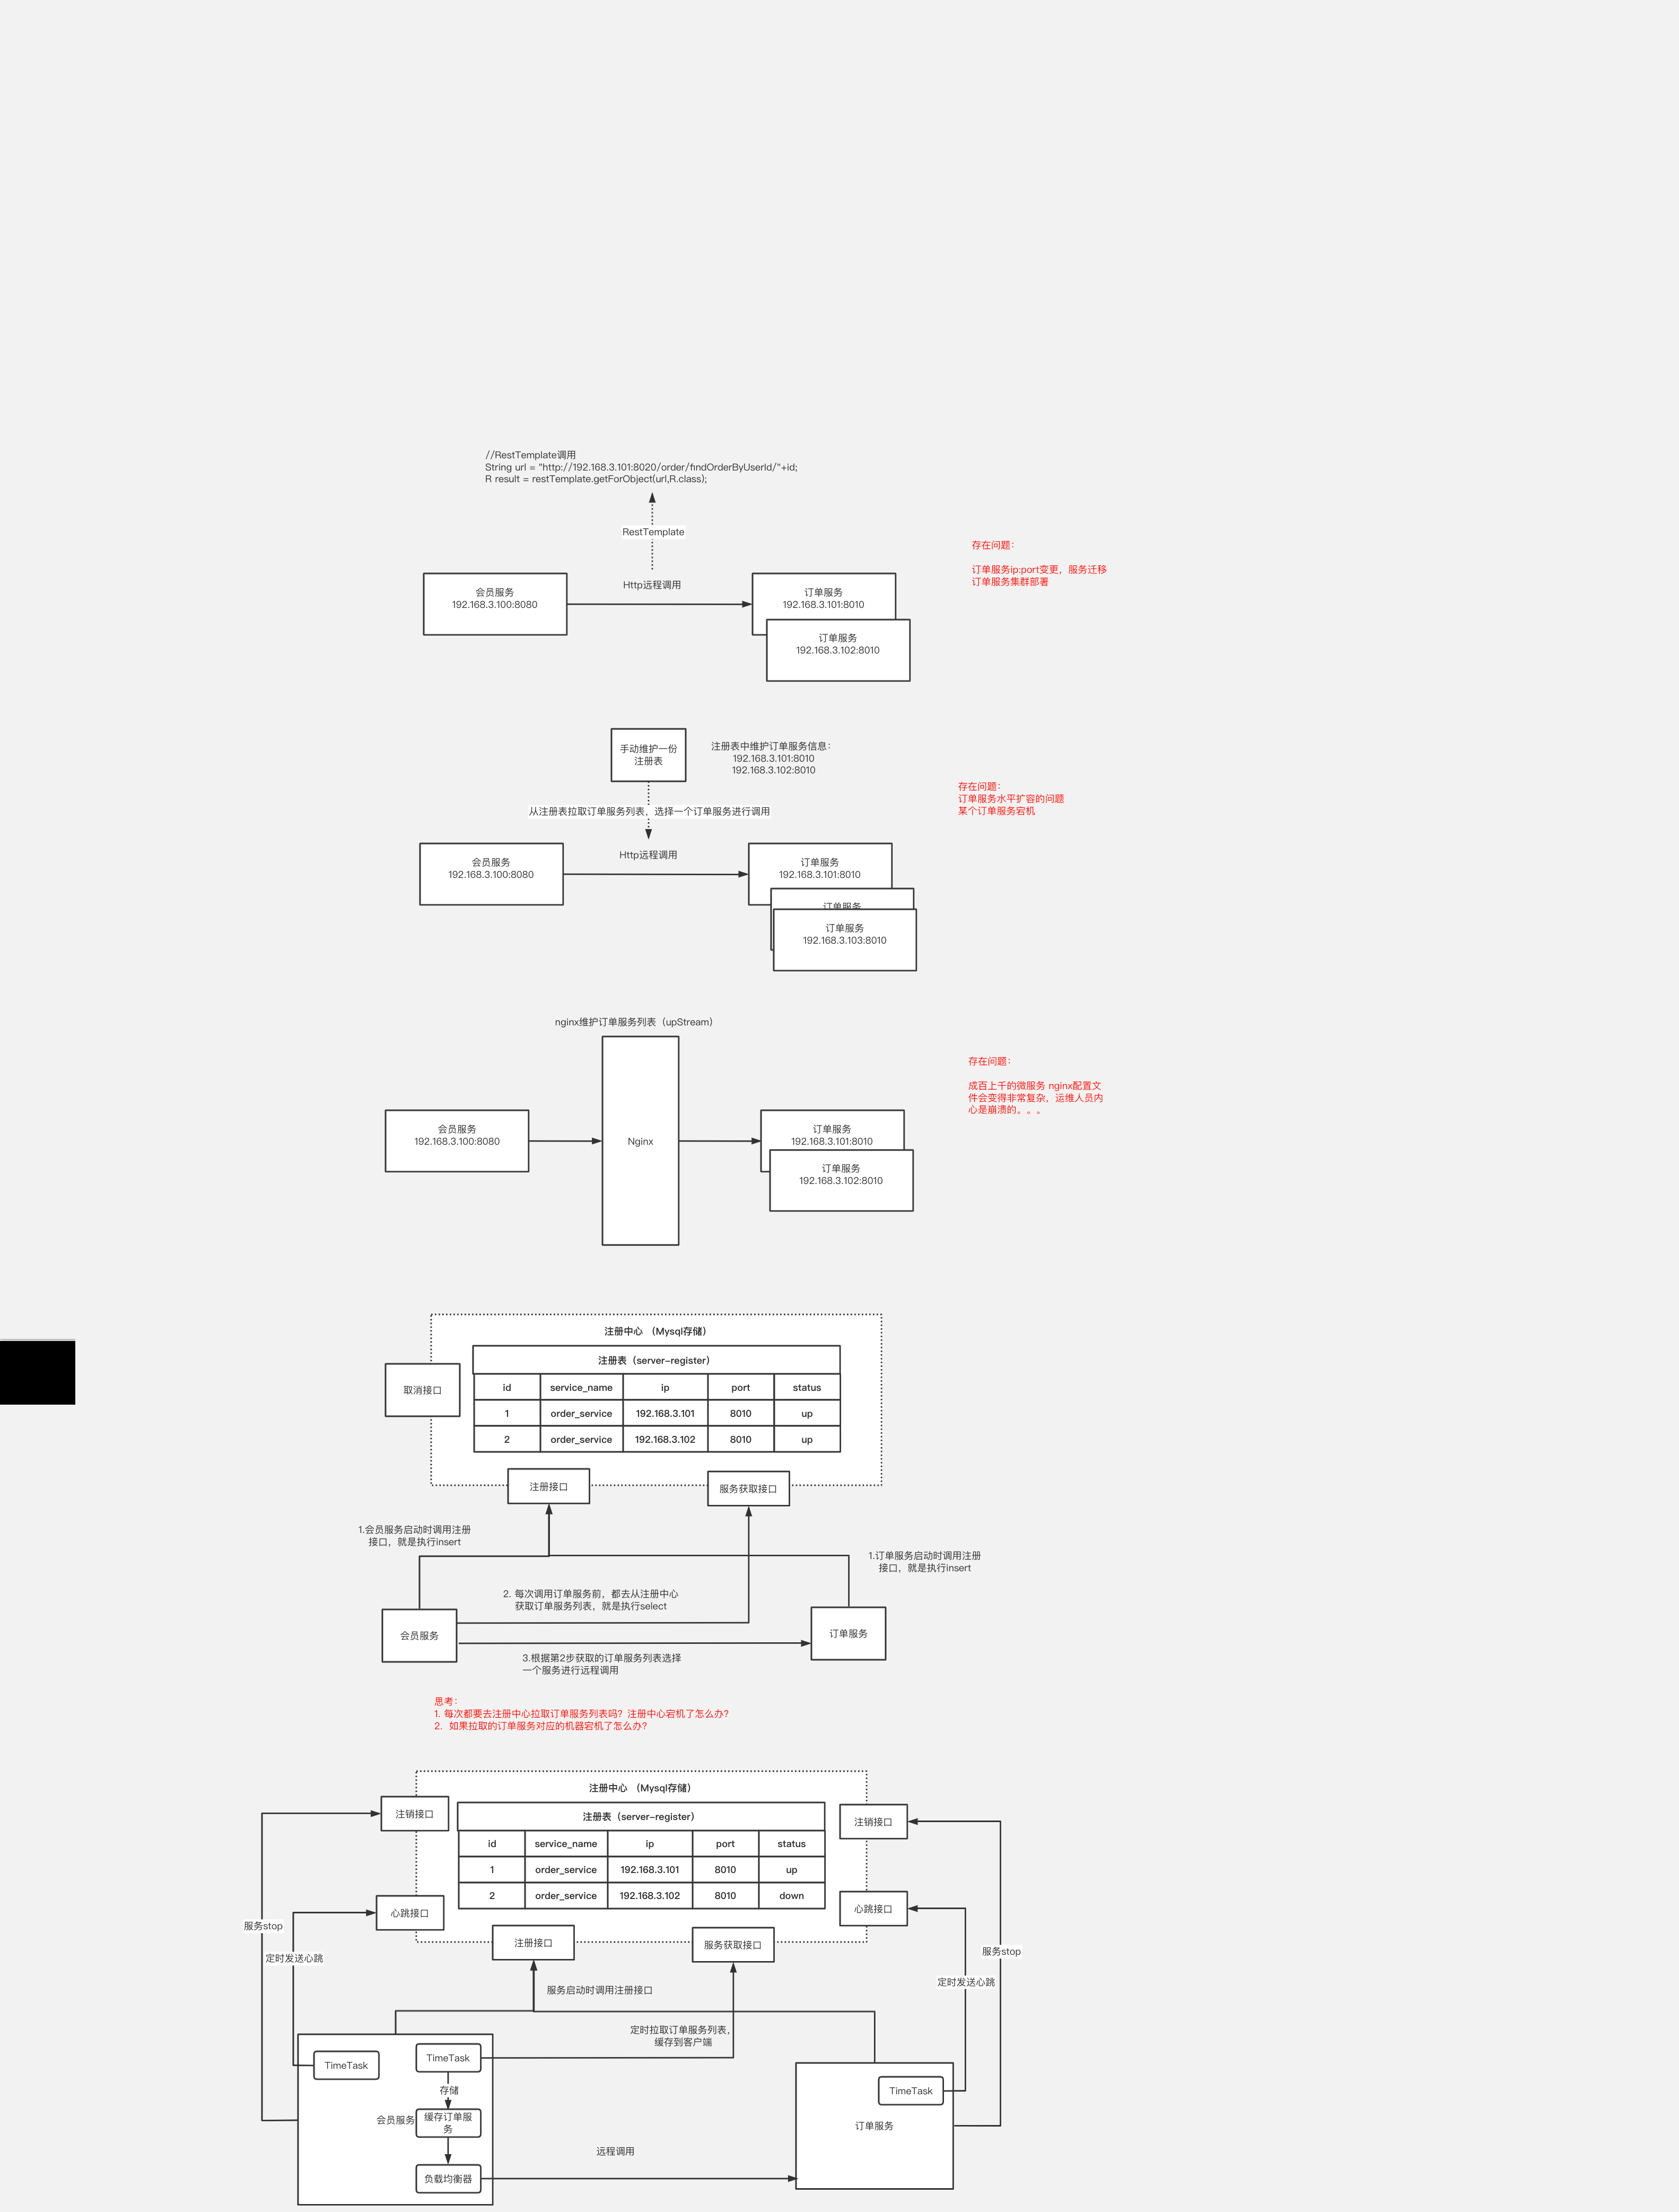 //RestTemplate调用
String url = "http://192.168.3.101:8020/order/findOrderByUserId/"+id;
R result = restTemplate.getForObject(url,R.class);
RestTemplate
存在问题：
订单服务ip:port变更，服务迁移
订单服务集群部署
Http远程调用
会员服务
192.168.3.100:8080
订单服务
192.168.3.101:8010
订单服务
192.168.3.102:8010
手动维护一份
注册表
注册表中维护订单服务信息：
192.168.3.101:8010
192.168.3.102:8010
存在问题：
订单服务水平扩容的问题
某个订单服务宕机
从注册表拉取订单服务列表，选择一个订单服务进行调用
Http远程调用
会员服务
192.168.3.100:8080
订单服务
192.168.3.101:8010
订单服务
订单服务
192.168.3.103:8010
nginx维护订单服务列表（upStream）
存在问题：
成百上千的微服务 nginx配置文
件会变得非常复杂，运维人员内
心是崩溃的。。。
会员服务
192.168.3.100:8080
Nginx
订单服务
192.168.3.101:8010
订单服务
192.168.3.102:8010
注册中心 （Mysql存储）
注册表（server-register）
取消接口
id service_name ip port status
1 order_service 192.168.3.101 8010 up
2 order_service 192.168.3.102 8010 up
注册接口
服务获取接口
1.会员服务启动时调用注册
接口，就是执行insert
1.订单服务启动时调用注册
接口，就是执行insert
2. 每次调用订单服务前，都去从注册中心
获取订单服务列表，就是执行select
会员服务
订单服务
3.根据第2步获取的订单服务列表选择
一个服务进行远程调用
思考：
1. 每次都要去注册中心拉取订单服务列表吗？注册中心宕机了怎么办？
2. 如果拉取的订单服务对应的机器宕机了怎么办？
注册中心 （Mysql存储）
注销接口
注册表（server-register）
注销接口
id service_name ip port status
1 order_service 192.168.3.101 8010 up
2 order_service 192.168.3.102 8010 down
心跳接口
心跳接口
服务stop
注册接口
服务获取接口
服务stop
定时发送心跳
定时发送心跳
服务启动时调用注册接口
定时拉取订单服务列表，
缓存到客户端
TimeTask
TimeTask
TimeTask
存储
会员服务
缓存订单服
务
订单服务
远程调用
负载均衡器